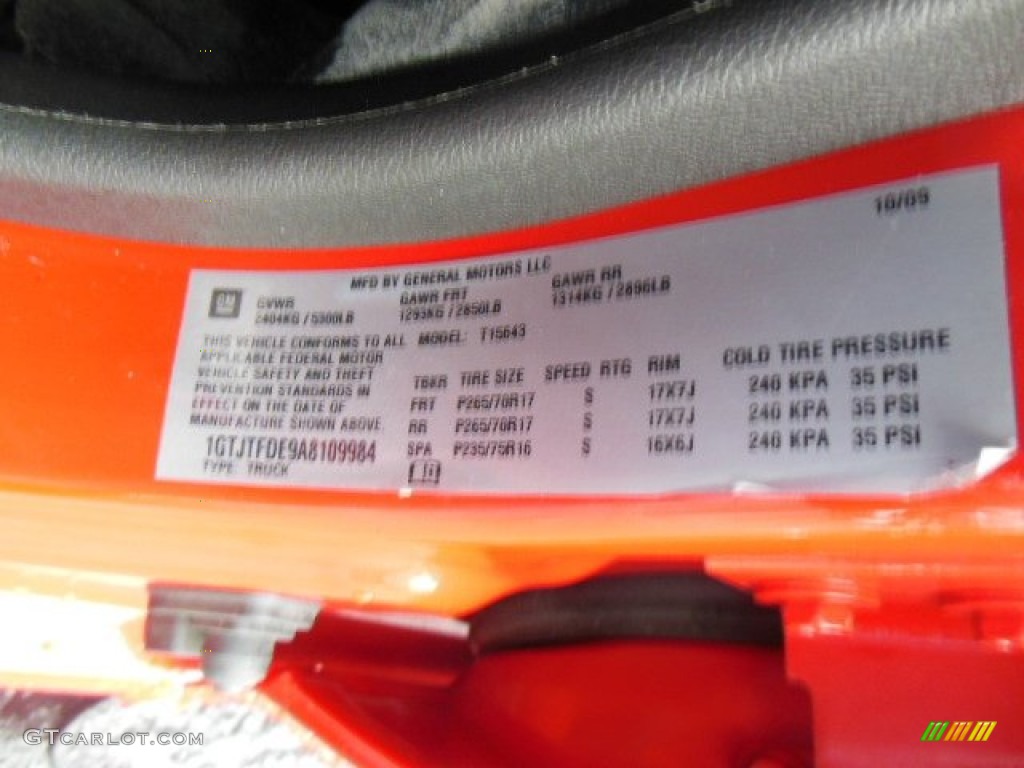 10/09
MFD BY GENERAL MOTORS LLC
GM
GVWR GAWR FRT GAWR RR
2404KG / 5300LB 1293KG / 2850LB 1314KG / 2896LB
THIS VEHICLE CONFORMS TO ALL MODEL: T15643
APPLICABLE FEDERAL MOTOR
VEHICLE SAFETY AND THEFT
PREVENTION STANDARDS IN
EFFECT ON THE DATE OF
MANUFACTURE SHOWN ABOVE.
1GTJTFDE9A8109984
TYPE: TRUCK
TIRE SIZE SPEED RTG RIM COLD TIRE PRESSURE
FRT P265/70R17 S 17X7J 240 KPA 35 PSI
RR P265/70R17 S 17X7J 240 KPA 35 PSI
SPA P235/75R16 S 16X6J 240 KPA 35 PSI
GTCARLOT.COM